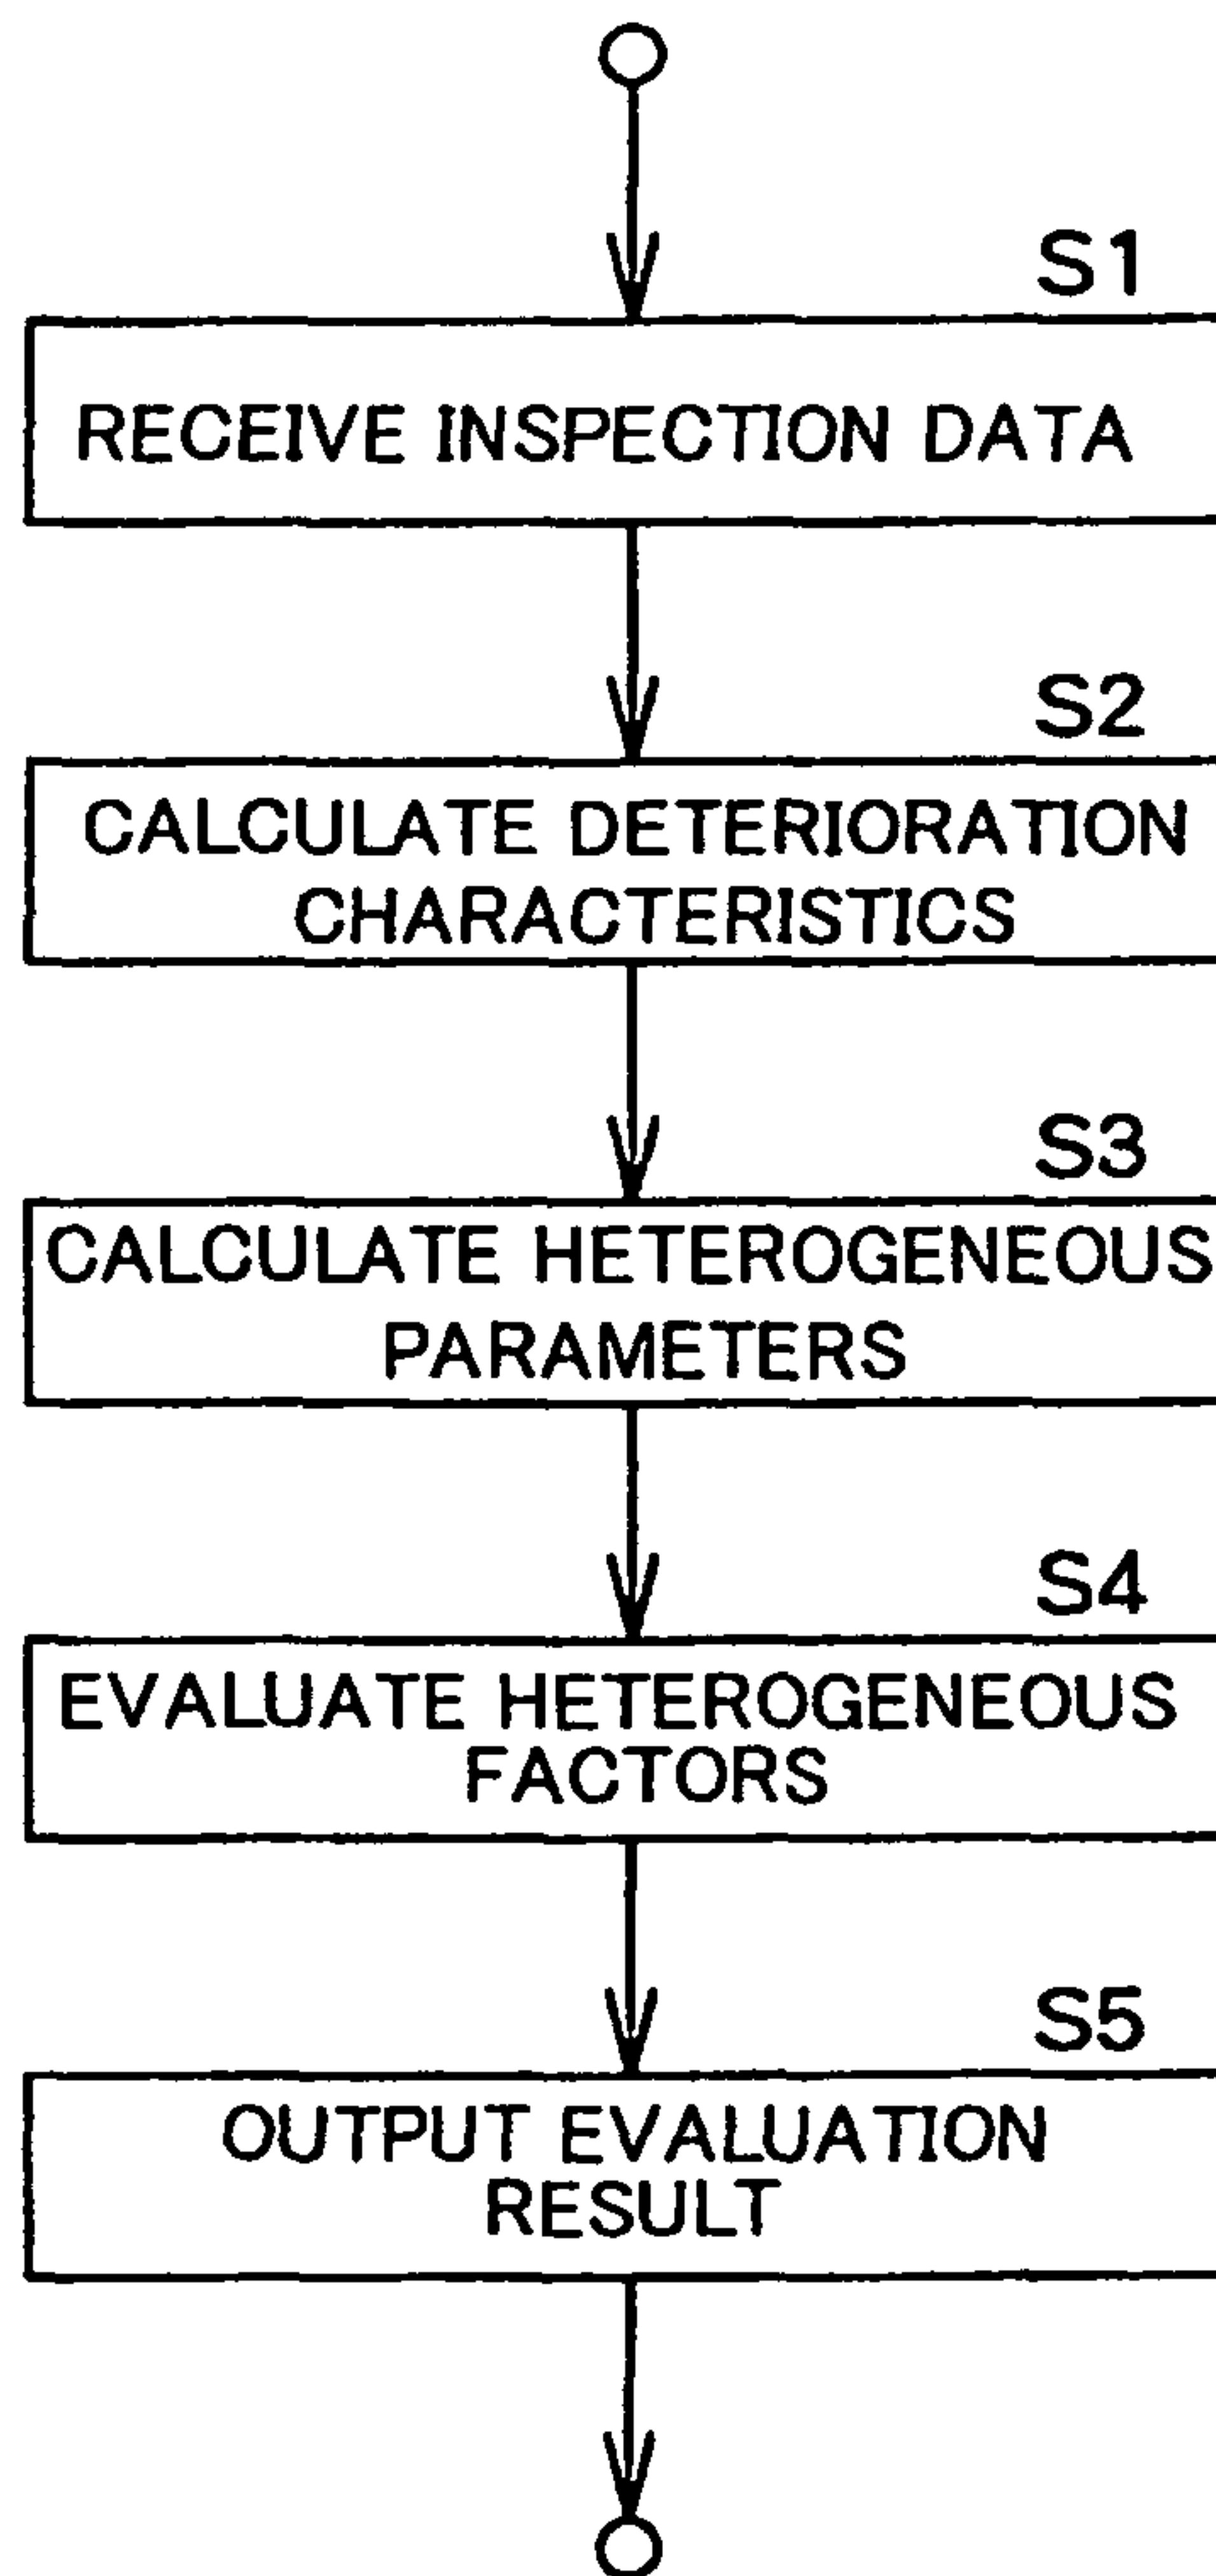 S1
RECEIVE INSPECTION DATA
S2
CALCULATE DETERIORATION
CHARACTERISTICS
S3
CALCULATE HETEROGENEOUS
PARAMETERS
S4
EVALUATE HETEROGENEOUS
FACTORS
S5
OUTPUT EVALUATION
RESULT